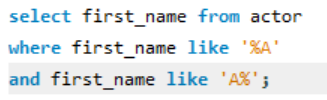 select first_name from actor
where first_name like '%A'
and first_name like 'A%';